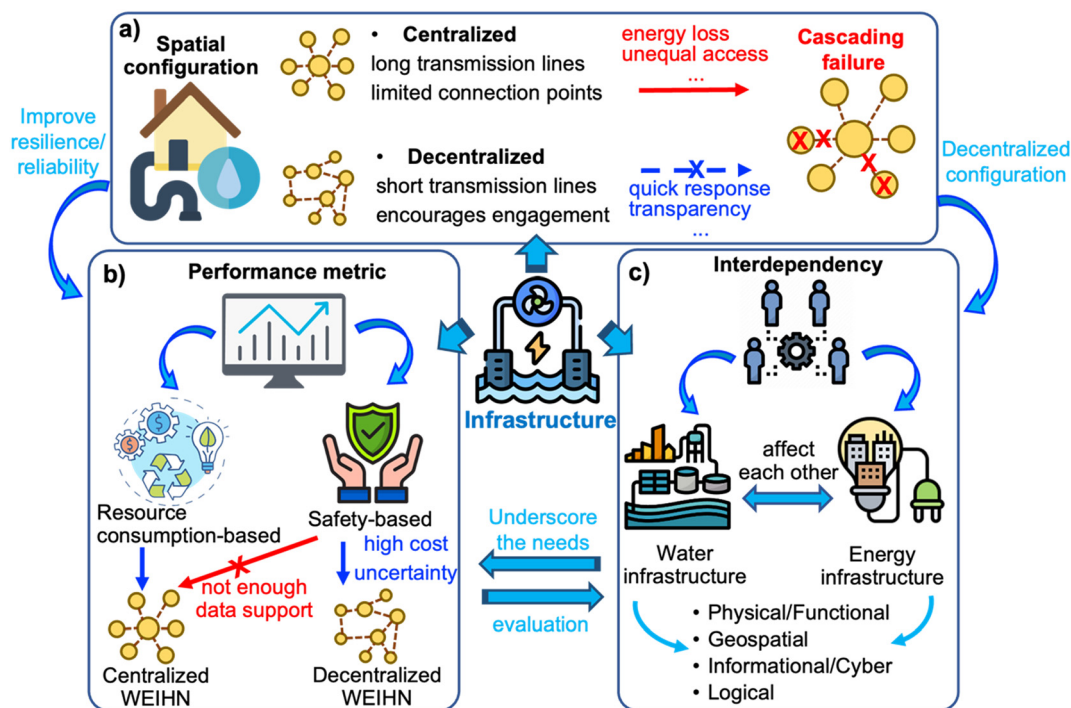 a)
Spatial
configuration
• Centralized
long transmission lines
limited connection points
energy loss
unequal access
...
Cascading
failure
X X
X
X
• Decentralized
short transmission lines
encourages engagement
X
quick response
transparency
...
Improve
resilience/
reliability
Decentralized
configuration
b)
Performance metric
$
$
Resource
consumption-based
Safety-based
high cost
uncertainty
X
not enough
data support
Centralized
WEIHN
Decentralized
WEIHN
Infrastructure
Underscore
the needs
evaluation
c)
Interdependency
affect
each other
Water
infrastructure
Energy
infrastructure
• Physical/Functional
• Geospatial
• Informational/Cyber
• Logical